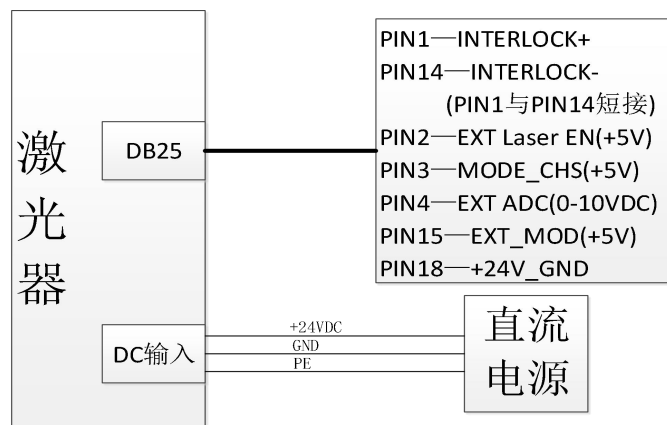 激光器
DB25
PIN1—INTERLOCK+
PIN14—INTERLOCK-
(PIN1与PIN14短接)
PIN2—EXT Laser EN(+5V)
PIN3—MODE_CHS(+5V)
PIN4—EXT ADC(0-10VDC)
PIN15—EXT_MOD(+5V)
PIN18—+24V_GND
DC输入
+24VDC
GND
PE
直流
电源